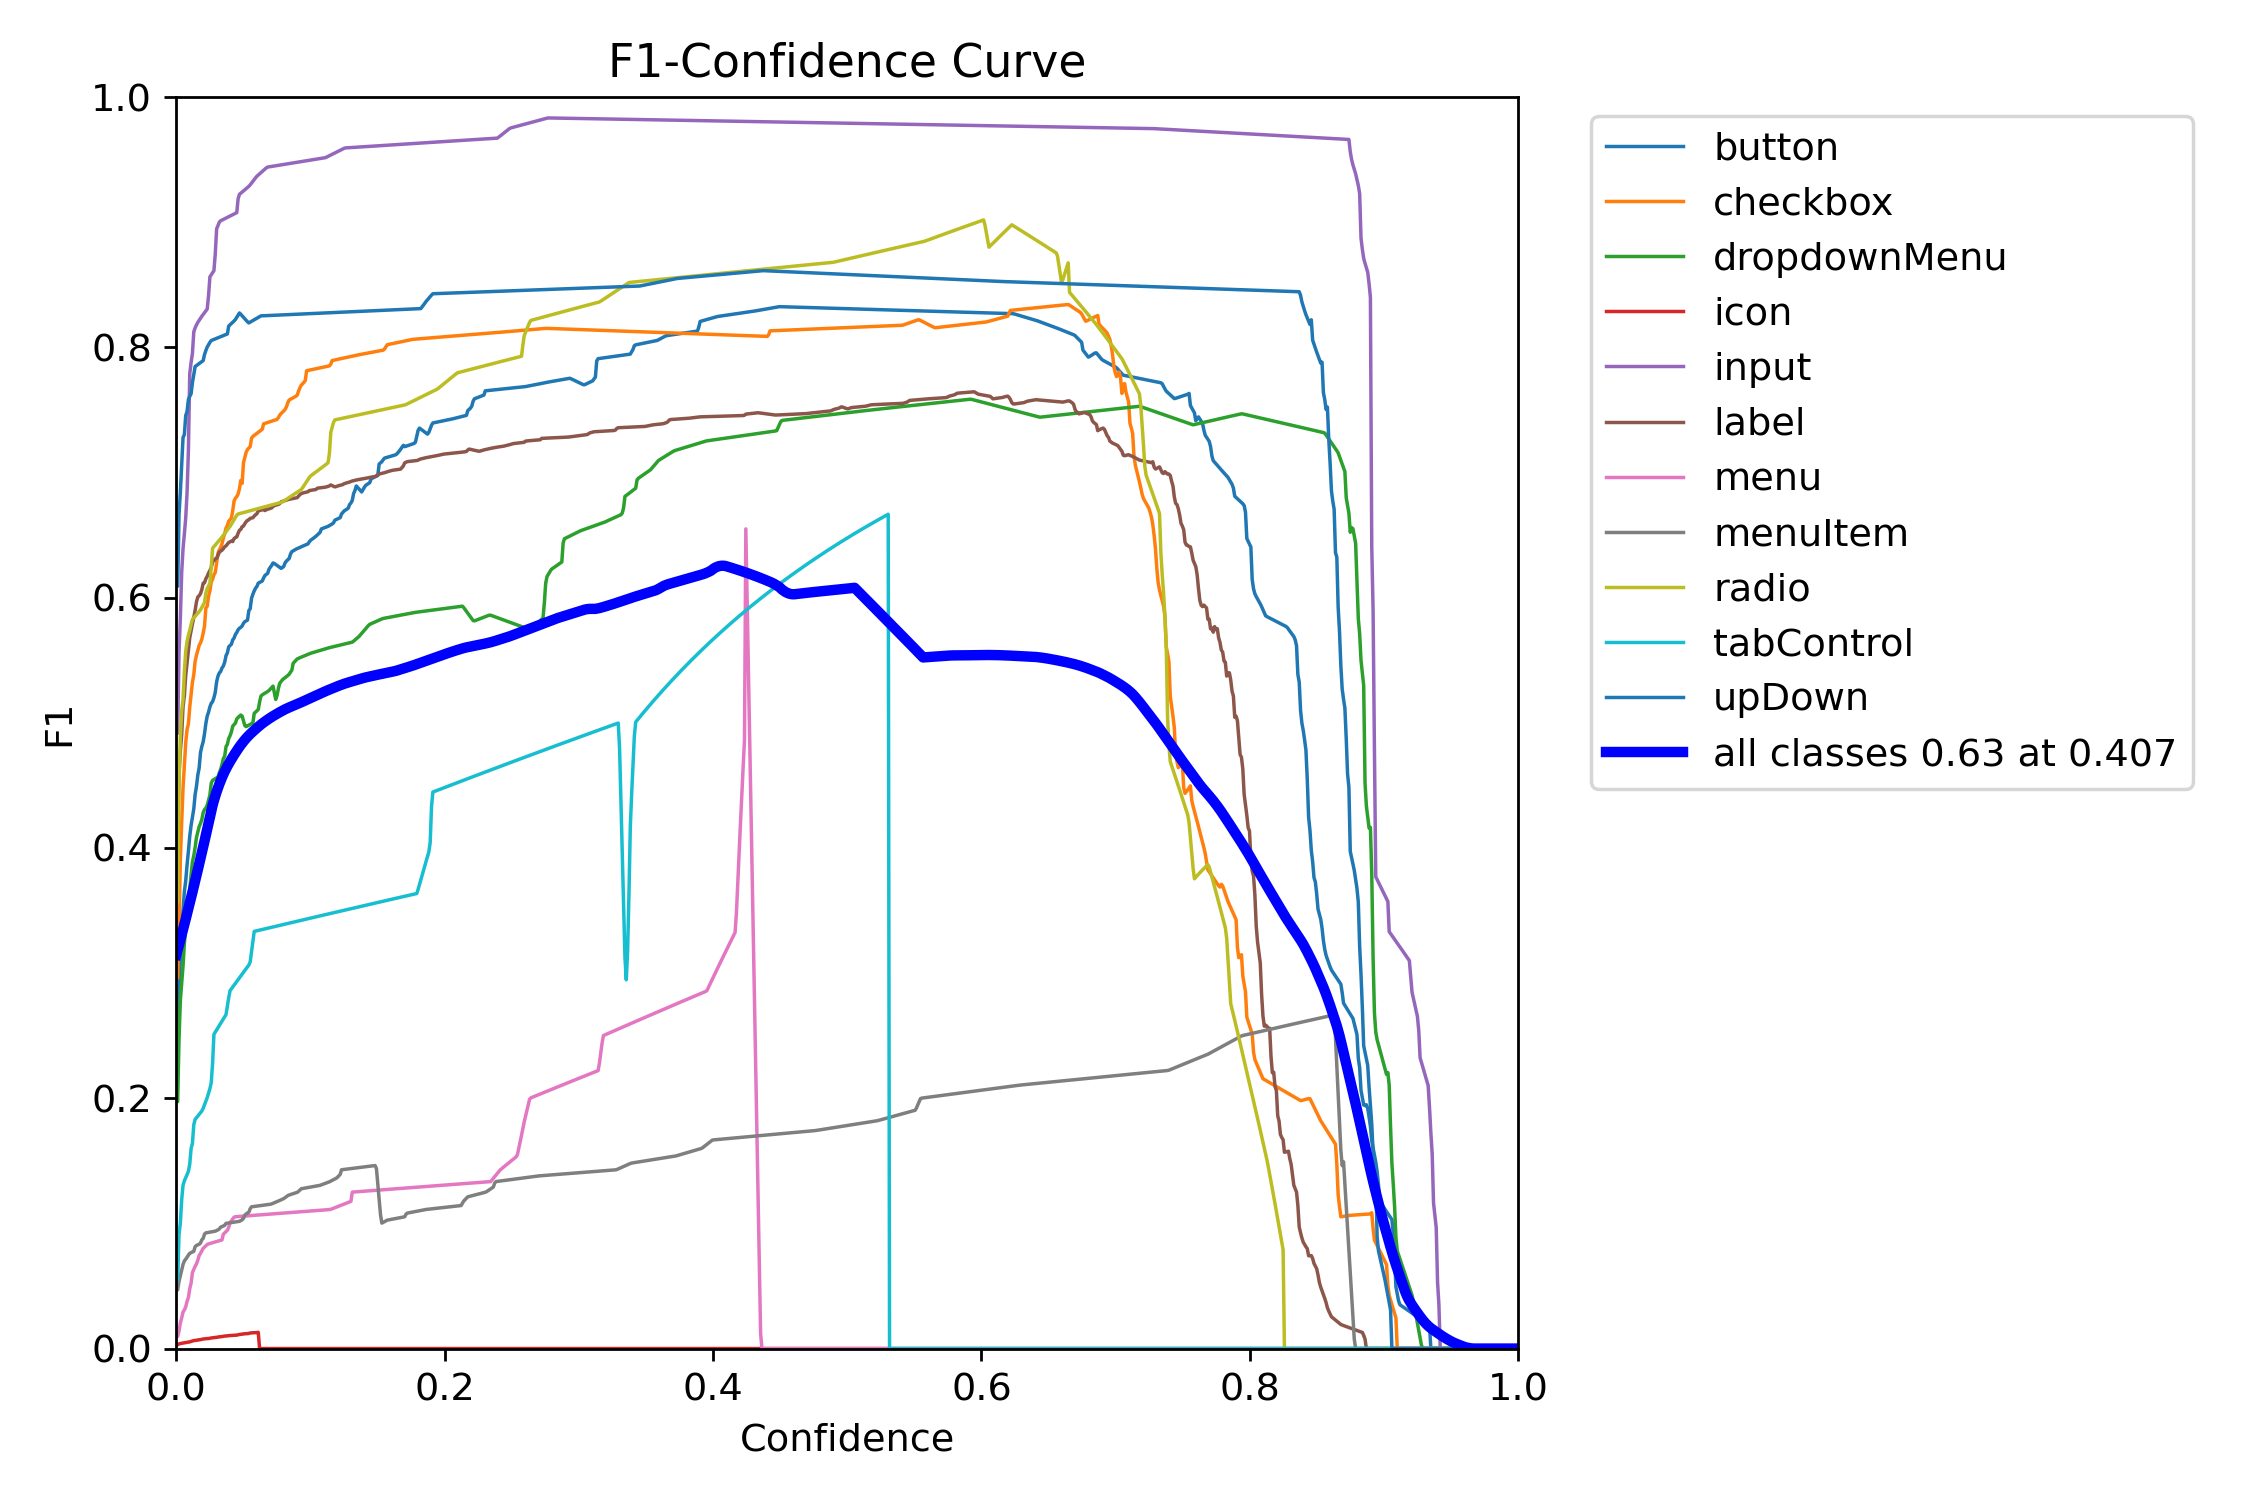 F1-Confidence Curve
1.0
0.8
0.6
0.4
0.2
0.0
F1
0.0 0.2 0.4 0.6 0.8 1.0
Confidence
button
checkbox
dropdownMenu
icon
input
label
menu
menuItem
radio
tabControl
upDown
all classes 0.63 at 0.407